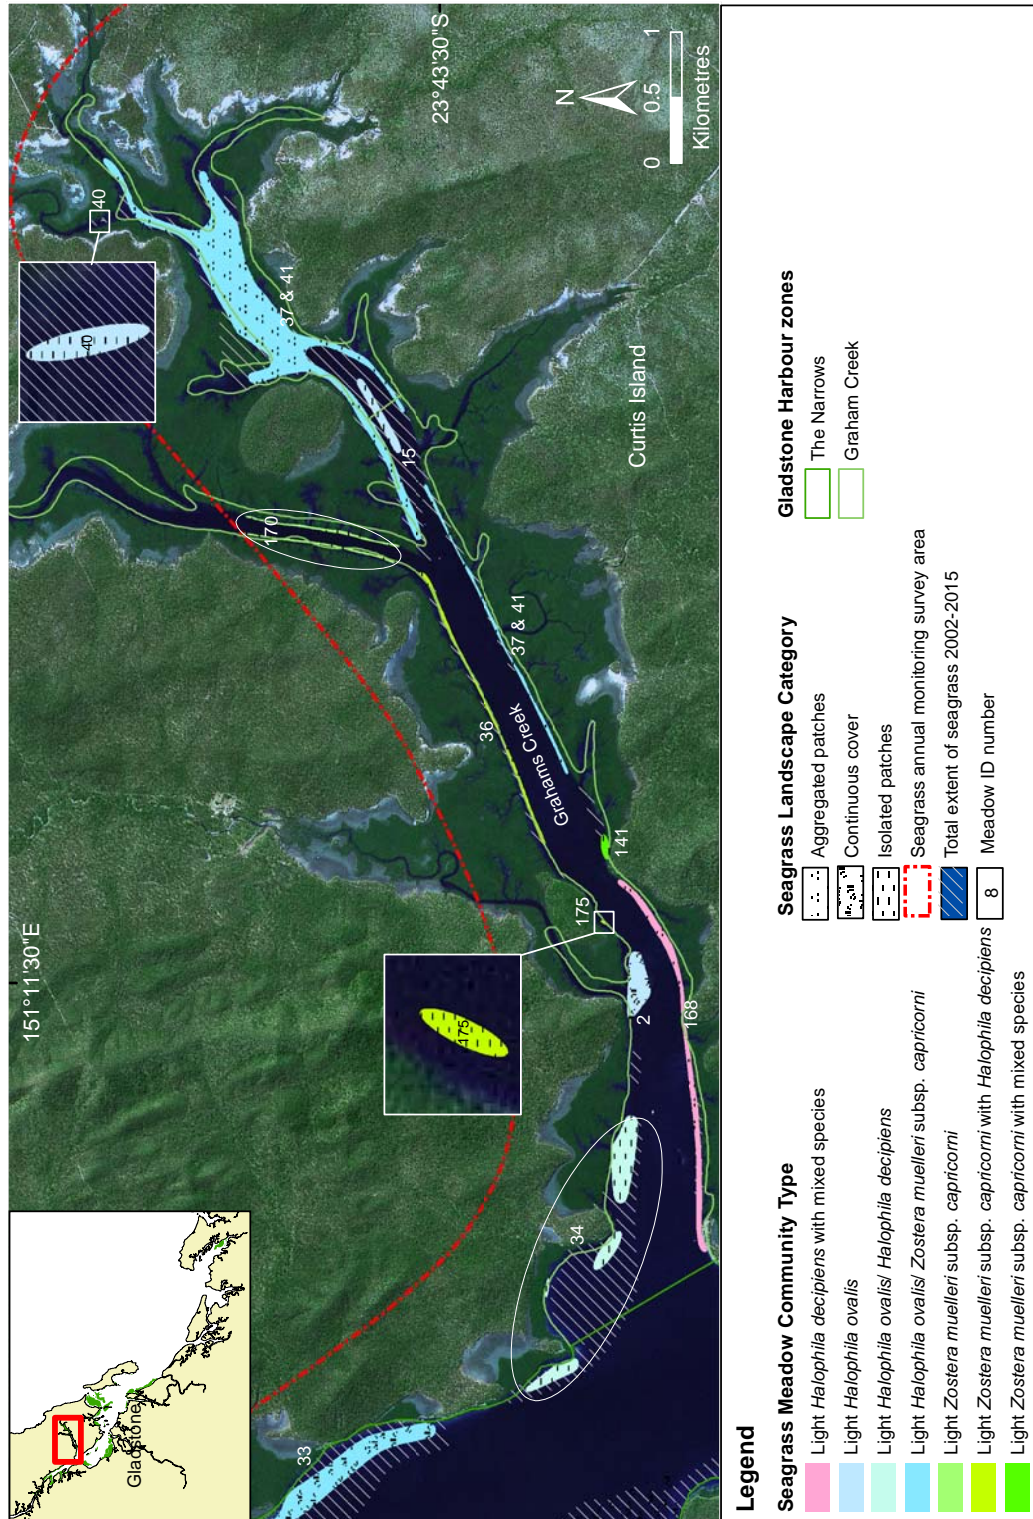 151°11'30"E
23°43'30"S
Gladstone
N
0 0.5 1
Kilometres
40
40
37 & 41
15
170
37 & 41
36
Grahams Creek
Curtis Island
141
175
175
2
168
34
33
Legend
Seagrass Meadow Community Type
Light Halophila decipiens with mixed species
Light Halophila ovalis
Light Halophila ovalis/ Halophila decipiens
Light Halophila ovalis/ Zostera muelleri subsp. capricorni
Light Zostera muelleri subsp. capricorni
Light Zostera muelleri subsp. capricorni with Halophila decipiens
Light Zostera muelleri subsp. capricorni with mixed species
Seagrass Landscape Category
Aggregated patches
Continuous cover
Isolated patches
Seagrass annual monitoring survey area
Total extent of seagrass 2002-2015
8 Meadow ID number
Gladstone Harbour zones
The Narrows
Graham Creek